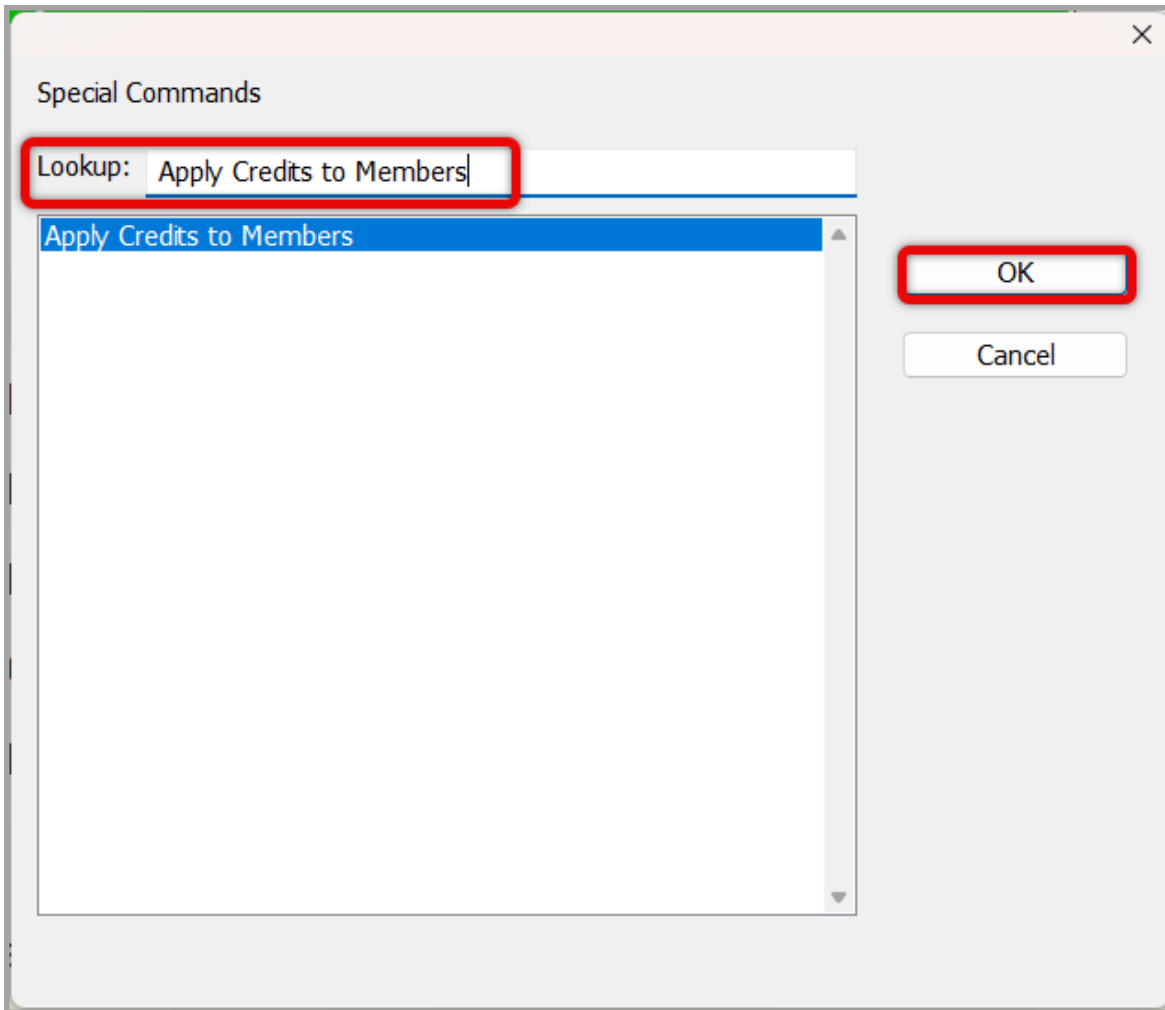 Special Commands
Lookup: Apply Credits to Members
Apply Credits to Members
OK
Cancel